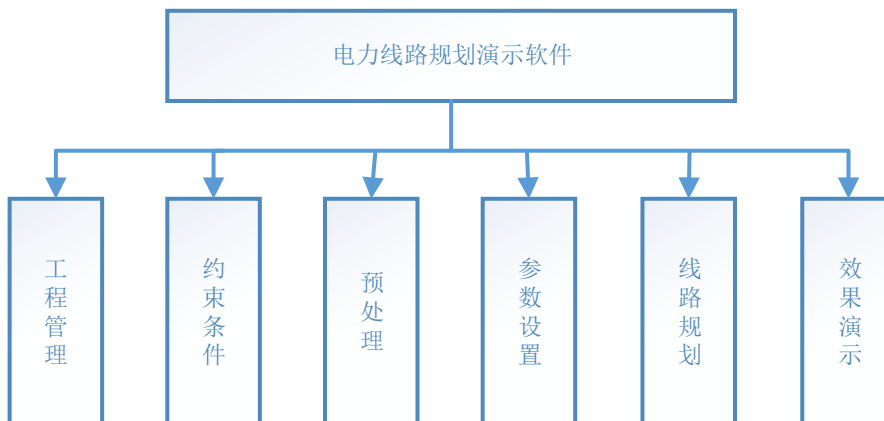 电力线路规划演示软件
工程管理
约束条件
预处理
参数设置
线路规划
效果演示